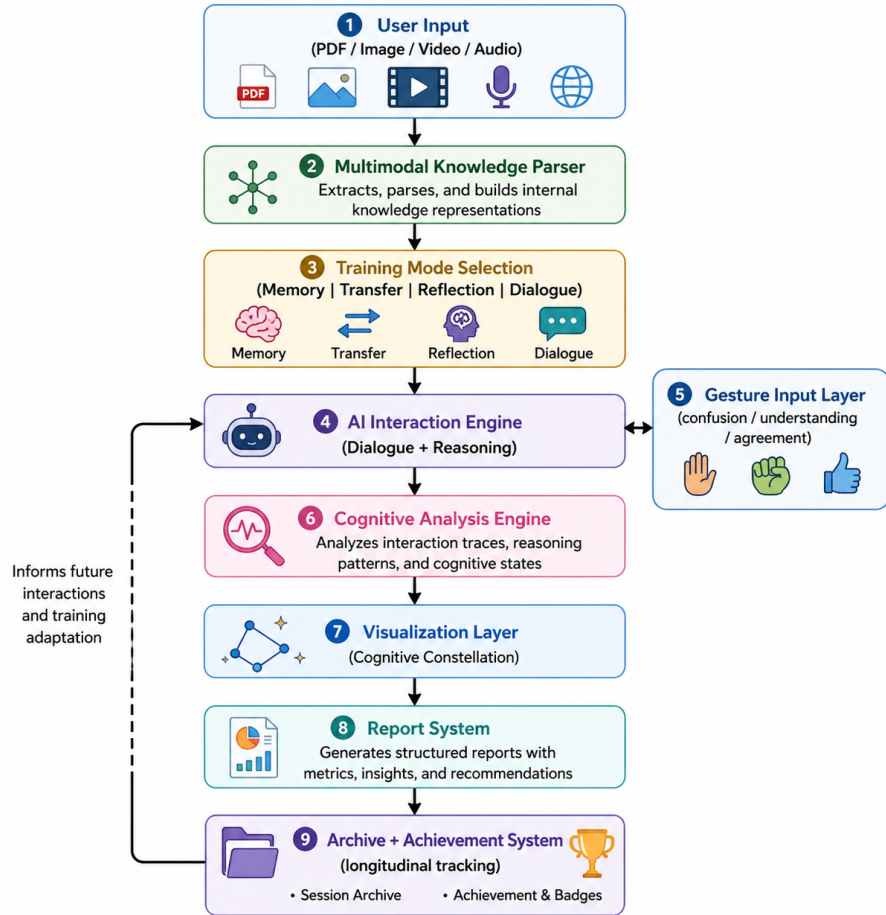 1 User Input
(PDF / Image / Video / Audio)
PDF
2 Multimodal Knowledge Parser
Extracts, parses, and builds internal
knowledge representations
3 Training Mode Selection
(Memory | Transfer | Reflection | Dialogue)
Memory Transfer Reflection Dialogue
4 AI Interaction Engine
(Dialogue + Reasoning)
5 Gesture Input Layer
(confusion / understanding
/ agreement)
6 Cognitive Analysis Engine
Analyzes interaction traces, reasoning
patterns, and cognitive states
7 Visualization Layer
(Cognitive Constellation)
8 Report System
Generates structured reports with
metrics, insights, and recommendations
9 Archive + Achievement System
(longitudinal tracking)
• Session Archive • Achievement & Badges
Informs future
interactions
and training
adaptation